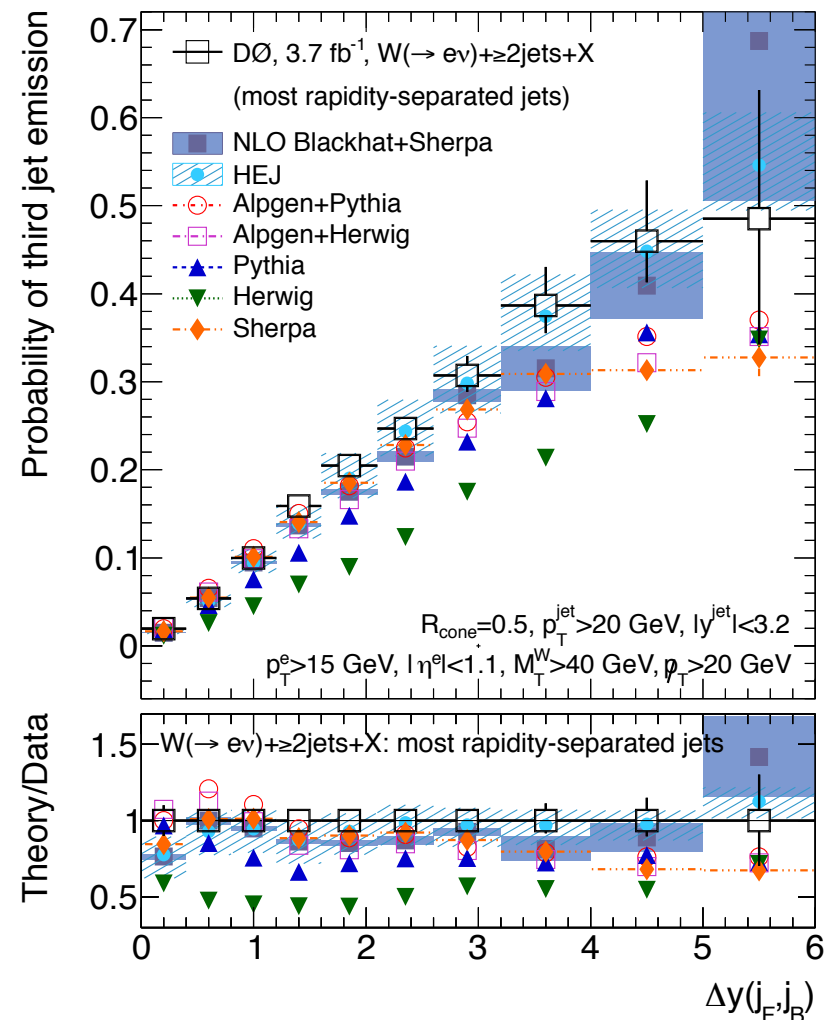 Probability of third jet emission
0.7
0.6
0.5
0.4
0.3
0.2
0.1
0
DØ, 3.7 fb⁻¹, W(→ eν)+≥2jets+X
(most rapidity-separated jets)
NLO Blackhat+Sherpa
HEJ
Alpgen+Pythia
Alpgen+Herwig
Pythia
Herwig
Sherpa
R_cone=0.5, p_T^jet>20 GeV, |y^jet|<3.2
p_T^e>15 GeV, |η^e|<1.1, M_T^W>40 GeV, p̸_T>20 GeV
Theory/Data
1.5
1
0.5
W(→ eν)+≥2jets+X: most rapidity-separated jets
0 1 2 3 4 5 6
Δy(j_F,j_B)